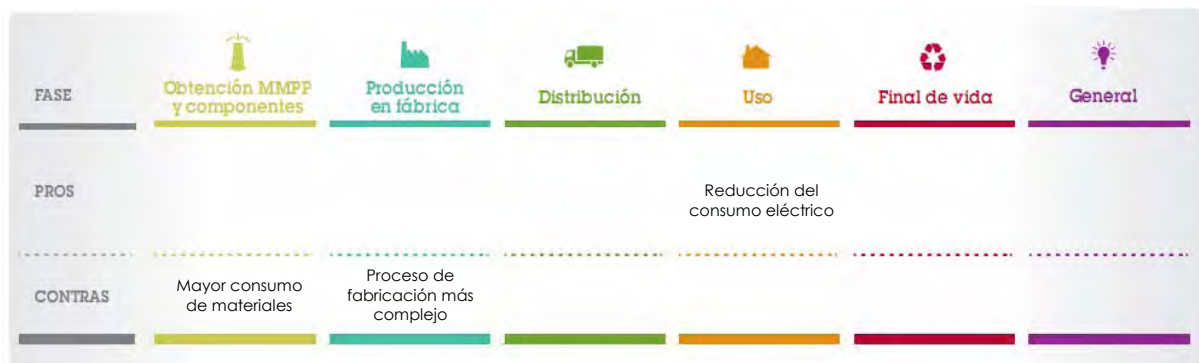 FASE
Obtención MMPP
y componentes
Producción
en fábrica
Distribución
Uso
Final de vida
General
PROS
Reducción del
consumo eléctrico
CONTRAS
Mayor consumo
de materiales
Proceso de
fabricación más
complejo